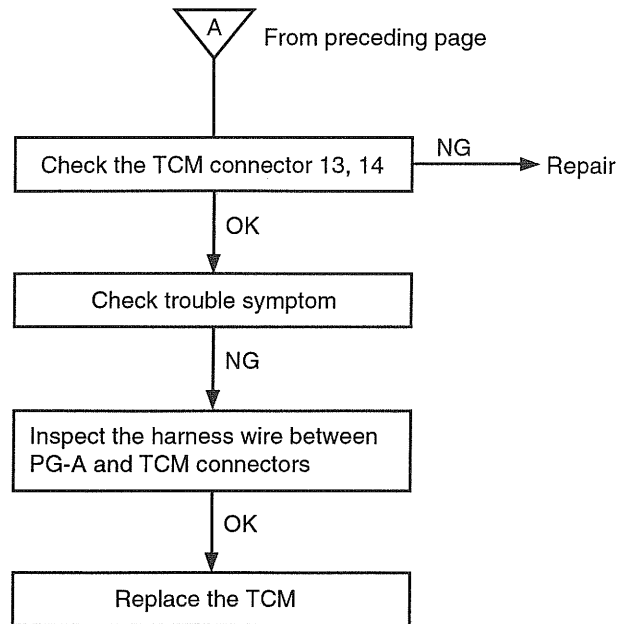 A
From preceding page
Check the TCM connector 13, 14
NG
Repair
OK
Check trouble symptom
NG
Inspect the harness wire between
PG-A and TCM connectors
OK
Replace the TCM